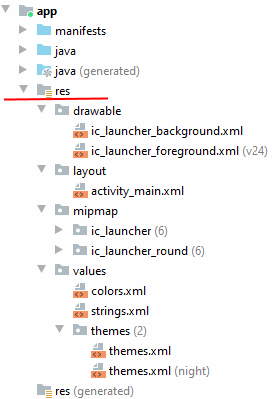 app
manifests
java
java (generated)
res
drawable
ic_launcher_background.xml
ic_launcher_foreground.xml (v24)
layout
activity_main.xml
mipmap
ic_launcher (6)
ic_launcher_round (6)
values
colors.xml
strings.xml
themes (2)
themes.xml
themes.xml (night)
res (generated)